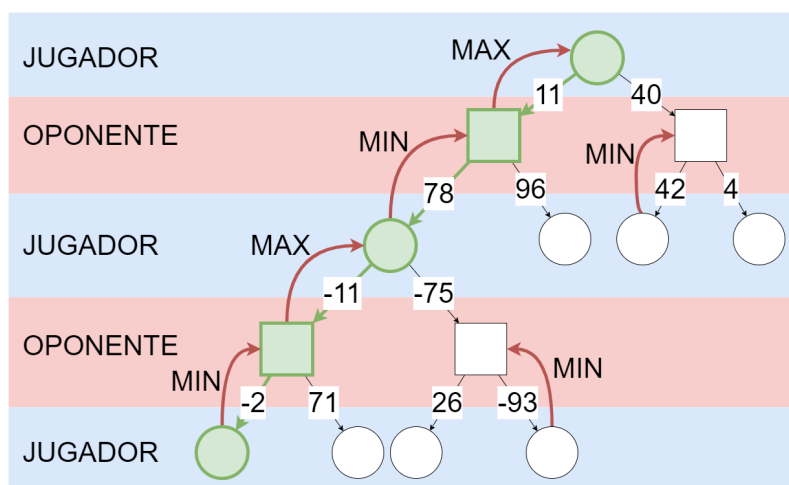 JUGADOR
MAX
11
40
OPONENTE
MIN
MIN
78
96
42
4
JUGADOR
MAX
-11
-75
OPONENTE
MIN
MIN
-2
71
26
-93
JUGADOR